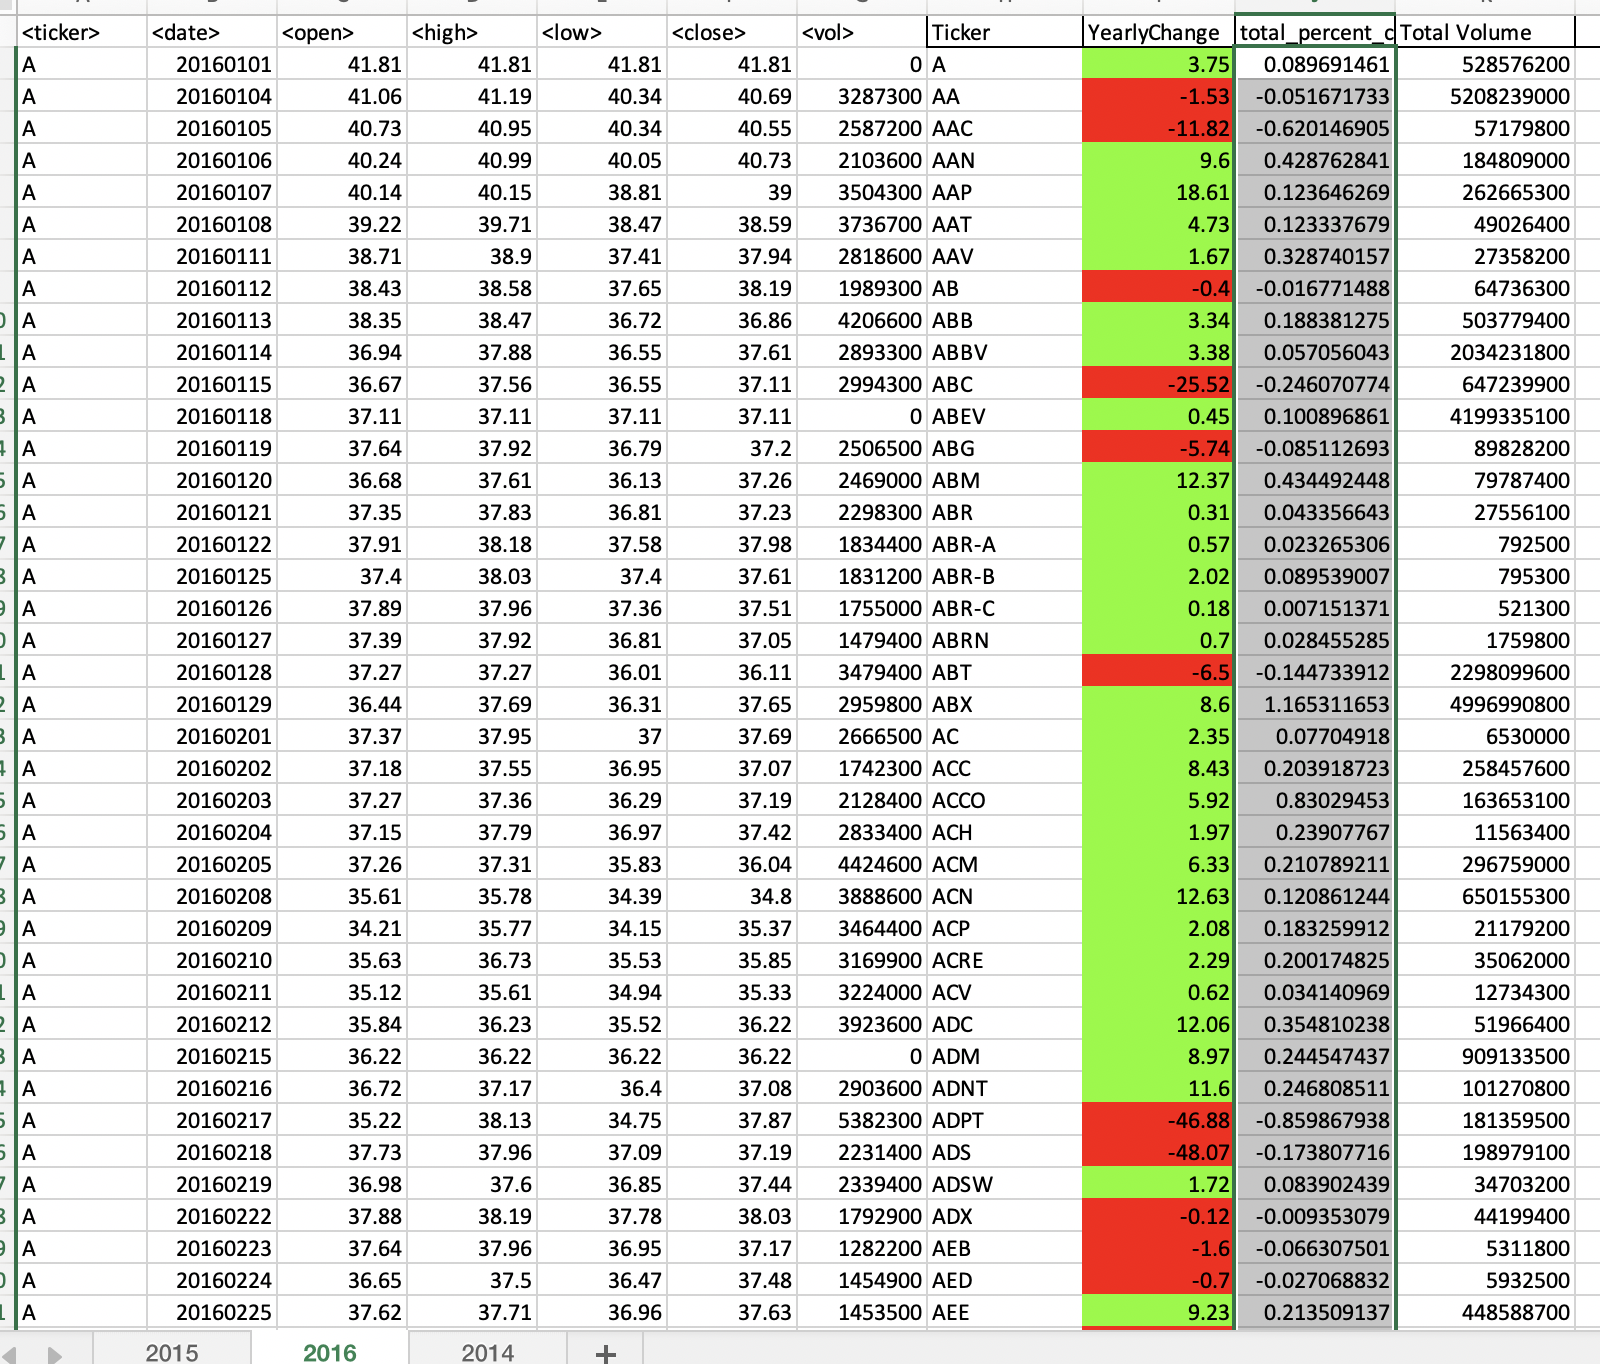 <ticker> <date> <open> <high> <low> <close> <vol> Ticker YearlyChange total_percent_c Total Volume
A 20160101 41.81 41.81 41.81 41.81 0 A 3.75 0.089691461 528576200
A 20160104 41.06 41.19 40.34 40.69 3287300 AA -1.53 -0.051671733 5208239000
A 20160105 40.73 40.95 40.34 40.55 2587200 AAC -11.82 -0.620146905 57179800
A 20160106 40.24 40.99 40.05 40.73 2103600 AAN 9.6 0.428762841 184809000
A 20160107 40.14 40.15 38.81 39 3504300 AAP 18.61 0.123646269 262665300
A 20160108 39.22 39.71 38.47 38.59 3736700 AAT 4.73 0.123337679 49026400
A 20160111 38.71 38.9 37.41 37.94 2818600 AAV 1.67 0.328740157 27358200
A 20160112 38.43 38.58 37.65 38.19 1989300 AB -0.4 -0.016771488 64736300
A 20160113 38.35 38.47 36.72 36.86 4206600 ABB 3.34 0.188381275 503779400
A 20160114 36.94 37.88 36.55 37.61 2893300 ABBV 3.38 0.057056043 2034231800
A 20160115 36.67 37.56 36.55 37.11 2994300 ABC -25.52 -0.246070774 647239900
A 20160118 37.11 37.11 37.11 37.11 0 ABEV 0.45 0.100896861 4199335100
A 20160119 37.64 37.92 36.79 37.2 2506500 ABG -5.74 -0.085112693 89828200
A 20160120 36.68 37.61 36.13 37.26 2469000 ABM 12.37 0.434492448 79787400
A 20160121 37.35 37.83 36.81 37.23 2298300 ABR 0.31 0.043356643 27556100
A 20160122 37.91 38.18 37.58 37.98 1834400 ABR-A 0.57 0.023265306 792500
A 20160125 37.4 38.03 37.4 37.61 1831200 ABR-B 2.02 0.089539007 795300
A 20160126 37.89 37.96 37.36 37.51 1755000 ABR-C 0.18 0.007151371 521300
A 20160127 37.39 37.92 36.81 37.05 1479400 ABRN 0.7 0.028455285 1759800
A 20160128 37.27 37.27 36.01 36.11 3479400 ABT -6.5 -0.144733912 2298099600
A 20160129 36.44 37.69 36.31 37.65 2959800 ABX 8.6 1.165311653 4996990800
A 20160201 37.37 37.95 37 37.69 2666500 AC 2.35 0.07704918 6530000
A 20160202 37.18 37.55 36.95 37.07 1742300 ACC 8.43 0.203918723 258457600
A 20160203 37.27 37.36 36.29 37.19 2128400 ACCO 5.92 0.83029453 163653100
A 20160204 37.15 37.79 36.97 37.42 2833400 ACH 1.97 0.23907767 11563400
A 20160205 37.26 37.31 35.83 36.04 4424600 ACM 6.33 0.210789211 296759000
A 20160208 35.61 35.78 34.39 34.8 3888600 ACN 12.63 0.120861244 650155300
A 20160209 34.21 35.77 34.15 35.37 3464400 ACP 2.08 0.183259912 21179200
A 20160210 35.63 36.73 35.53 35.85 3169900 ACRE 2.29 0.200174825 35062000
A 20160211 35.12 35.61 34.94 35.33 3224000 ACV 0.62 0.034140969 12734300
A 20160212 35.84 36.23 35.52 36.22 3923600 ADC 12.06 0.354810238 51966400
A 20160215 36.22 36.22 36.22 36.22 0 ADM 8.97 0.244547437 909133500
A 20160216 36.72 37.17 36.4 37.08 2903600 ADNT 11.6 0.246808511 101270800
A 20160217 35.22 38.13 34.75 37.87 5382300 ADPT -46.88 -0.859867938 181359500
A 20160218 37.73 37.96 37.09 37.19 2231400 ADS -48.07 -0.173807716 198979100
A 20160219 36.98 37.6 36.85 37.44 2339400 ADSW 1.72 0.083902439 34703200
A 20160222 37.88 38.19 37.78 38.03 1792900 ADX -0.12 -0.009353079 44199400
A 20160223 37.64 37.96 36.95 37.17 1282200 AEB -1.6 -0.066307501 5311800
A 20160224 36.65 37.5 36.47 37.48 1454900 AED -0.7 -0.027068832 5932500
A 20160225 37.62 37.71 36.96 37.63 1453500 AEE 9.23 0.213509137 448588700
2015 2016 2014 +